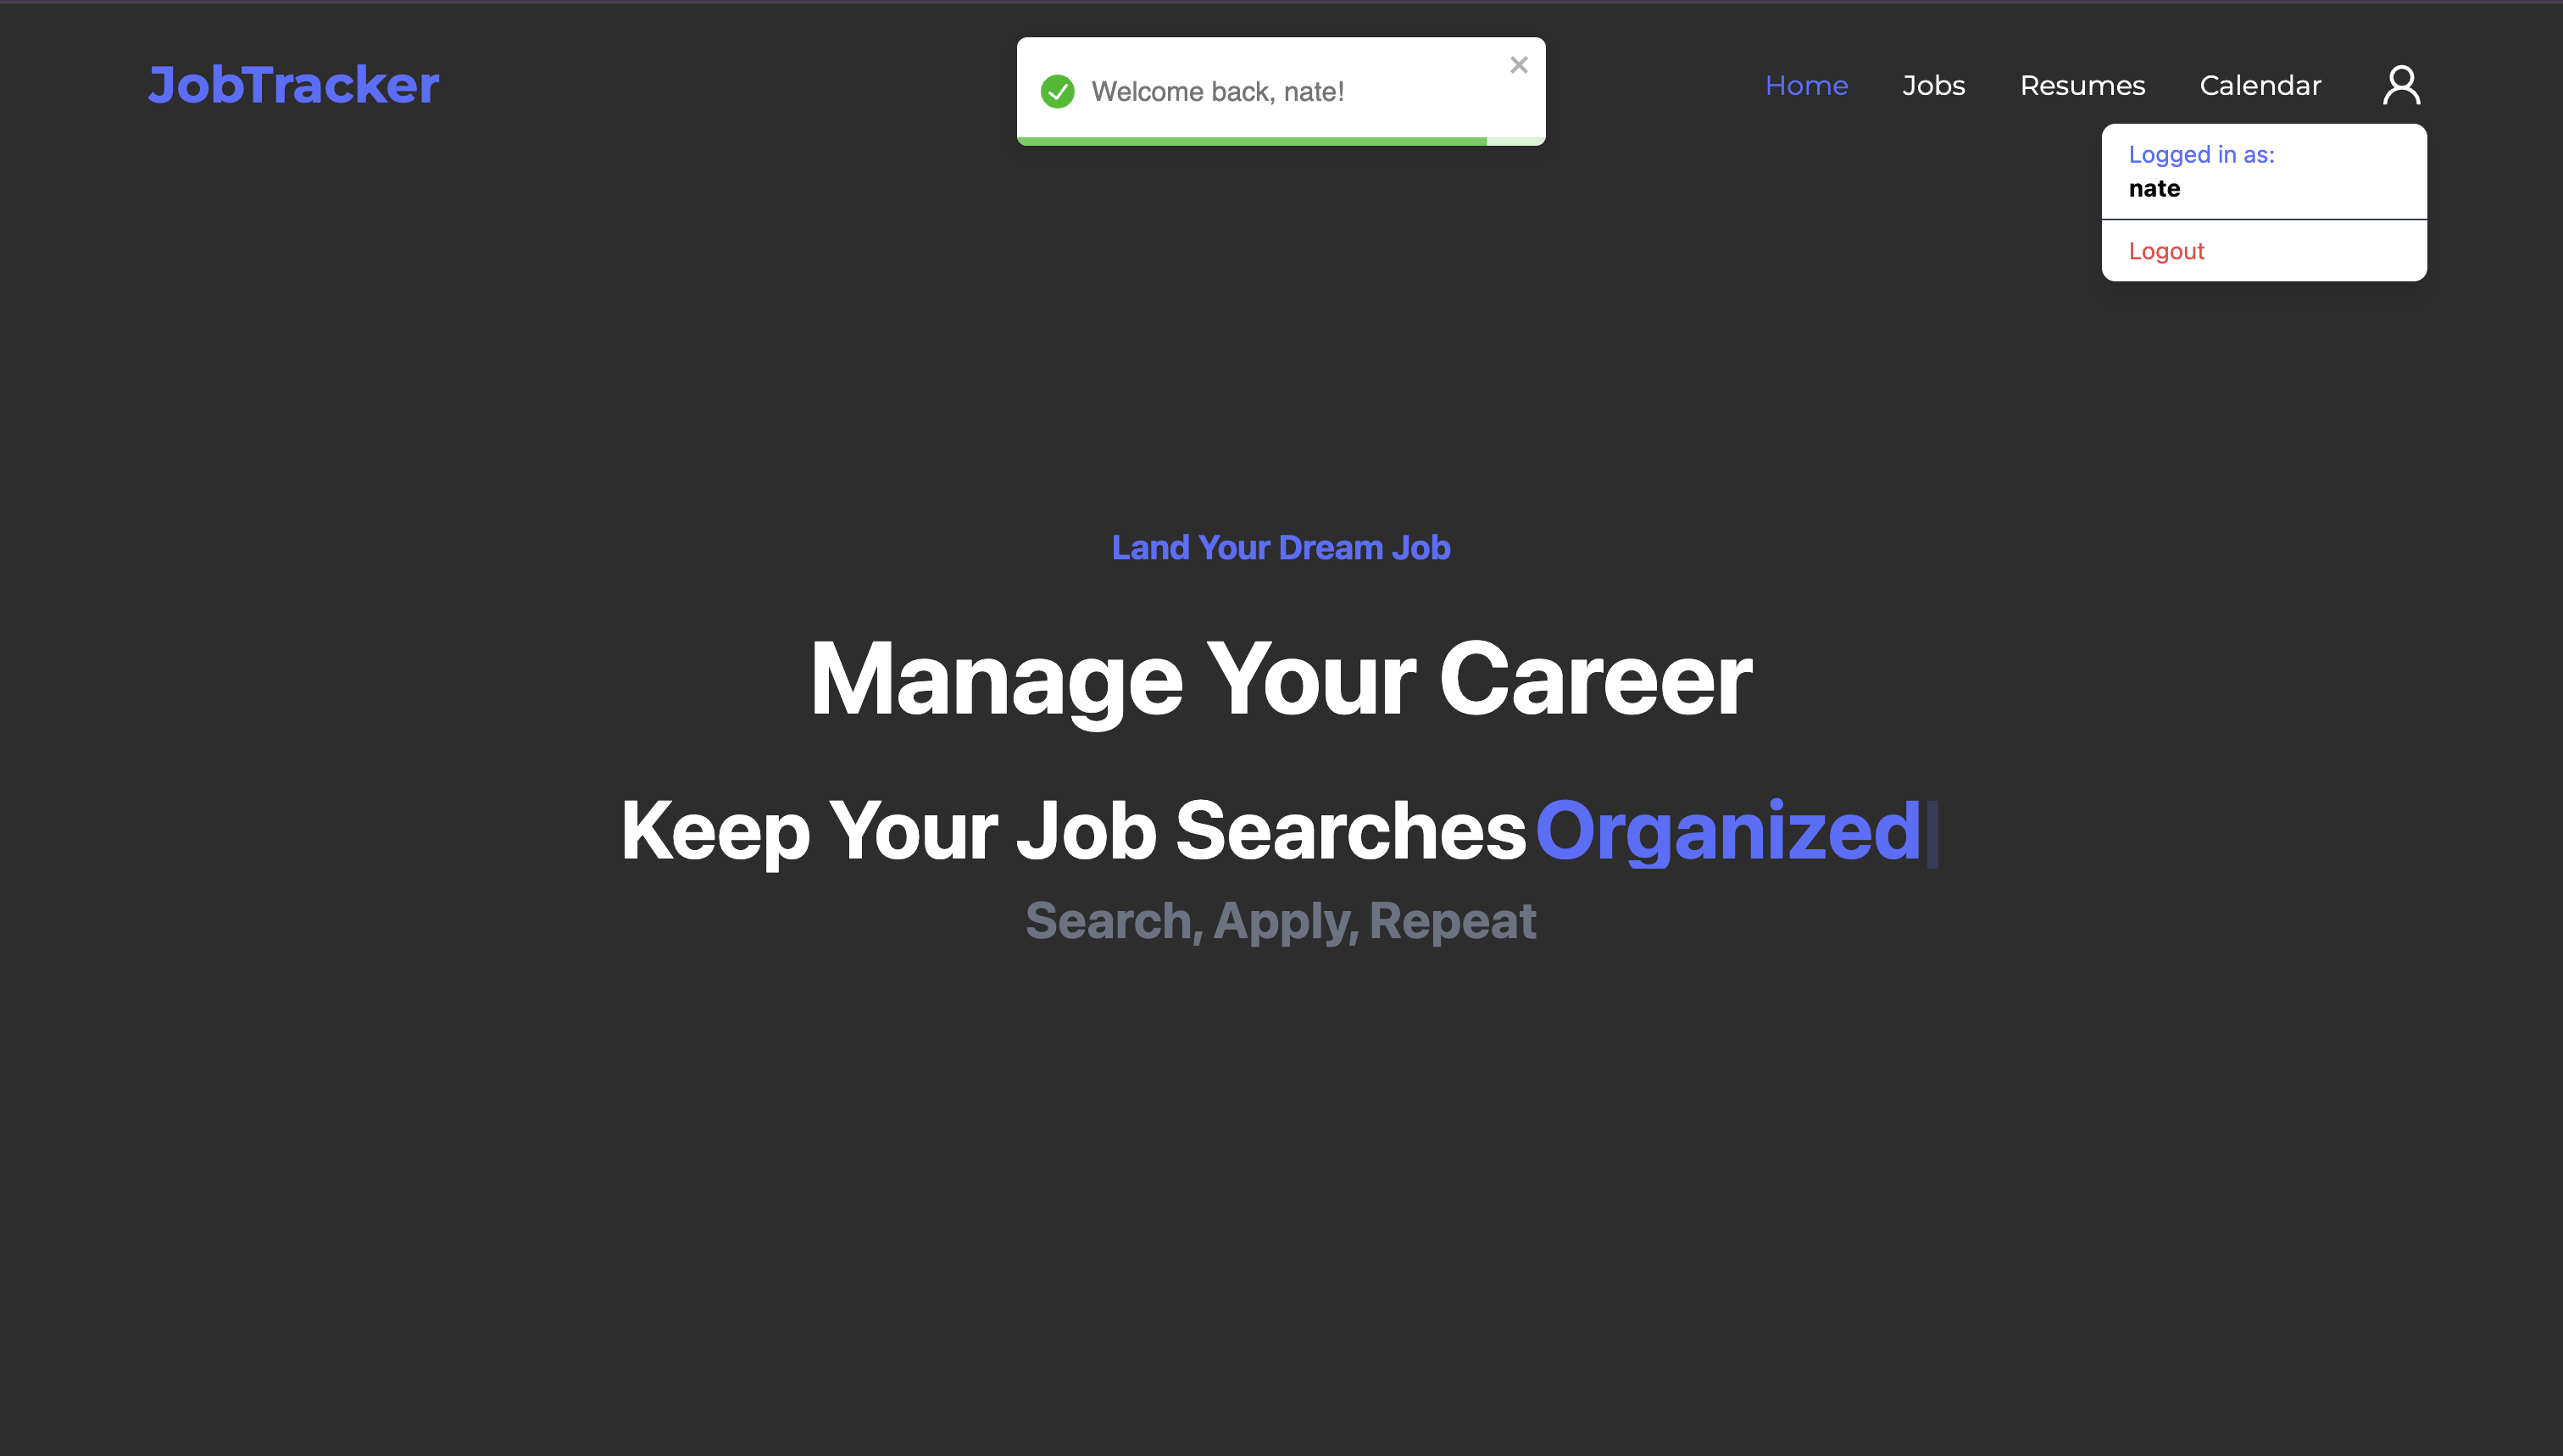 JobTracker
Welcome back, nate!
Home Jobs Resumes Calendar
Logged in as:
nate
Logout
Land Your Dream Job
Manage Your Career
Keep Your Job Searches Organized
Search, Apply, Repeat